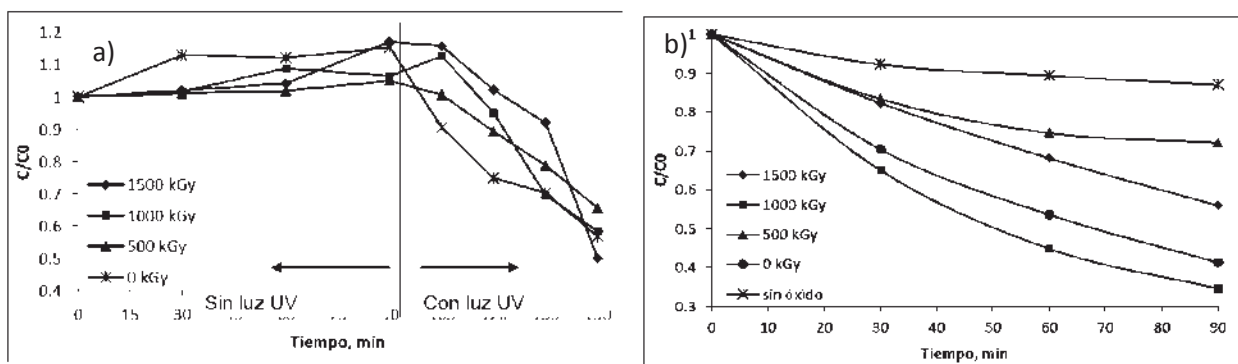 a)
1.2
1.1
1
0.9
0.8
0.7
0.6
0.5
0.4
C/C0
1500 kGy
1000 kGy
500 kGy
0 kGy
Sin luz UV
Con luz UV
0
15
30
Tiempo, min
b)
1
0.9
0.8
0.7
0.6
0.5
0.4
0.3
C/C0
1500 kGy
1000 kGy
500 kGy
0 kGy
sin óxido
0 10 20 30 40 50 60 70 80 90
Tiempo, min